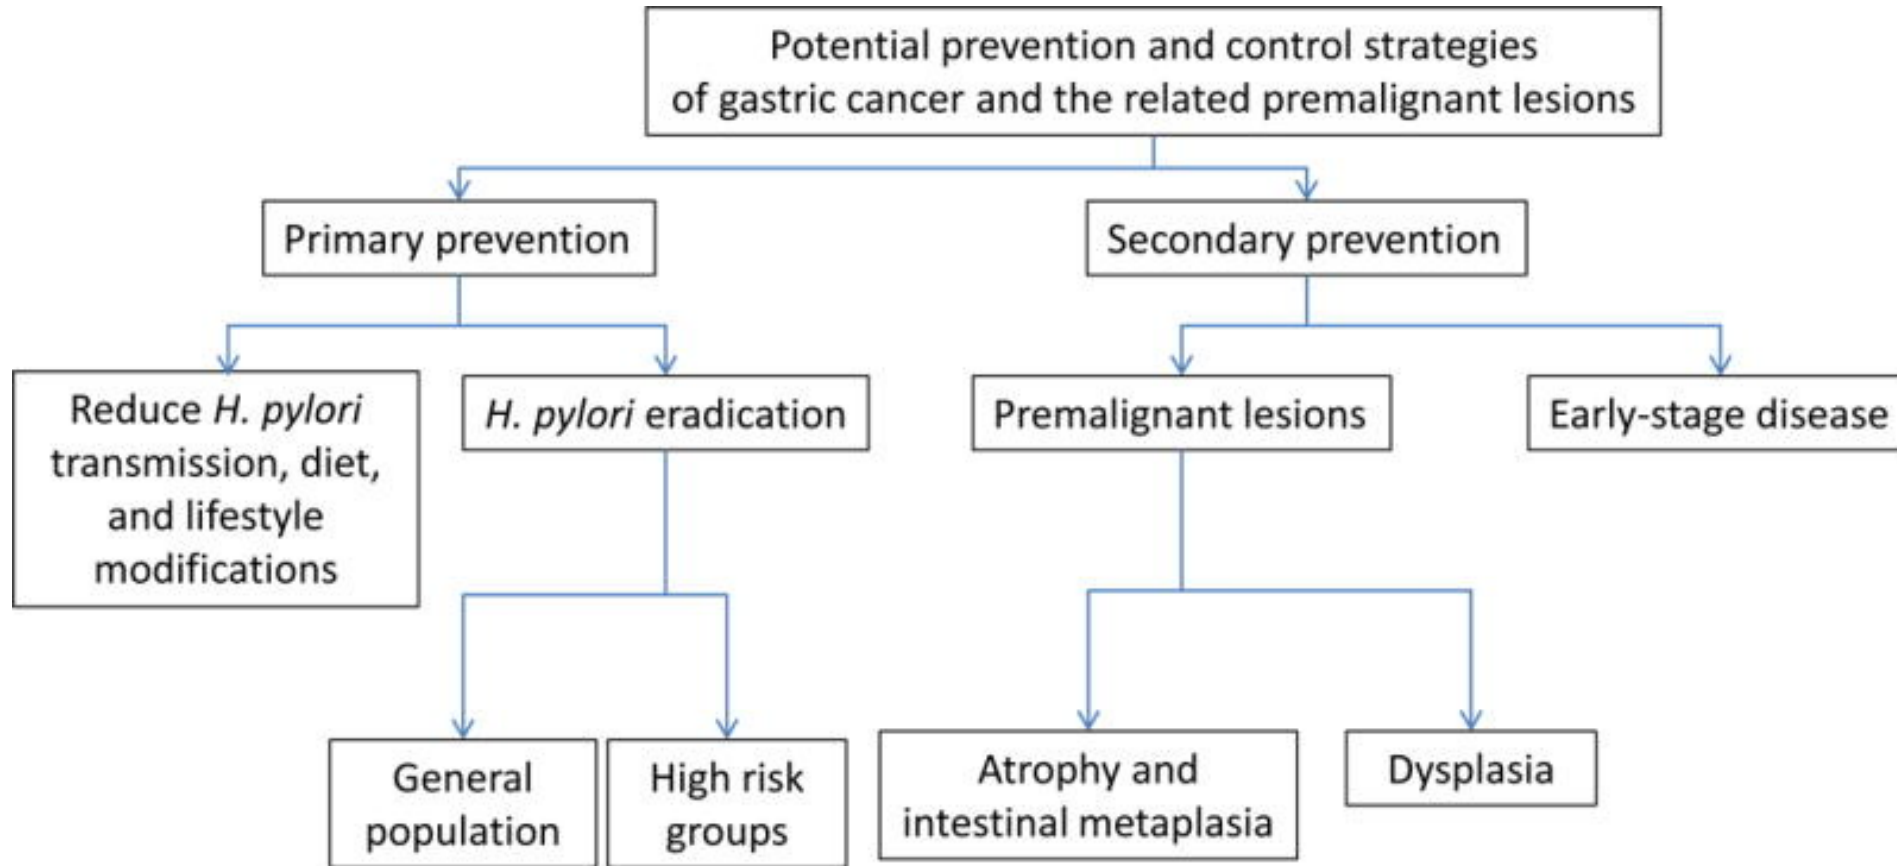 Potential prevention and control strategies
of gastric cancer and the related premalignant lesions
Primary prevention
Secondary prevention
Reduce H. pylori
transmission, diet,
and lifestyle
modifications
H. pylori eradication
Premalignant lesions
Early-stage disease
General
population
High risk
groups
Atrophy and
intestinal metaplasia
Dysplasia